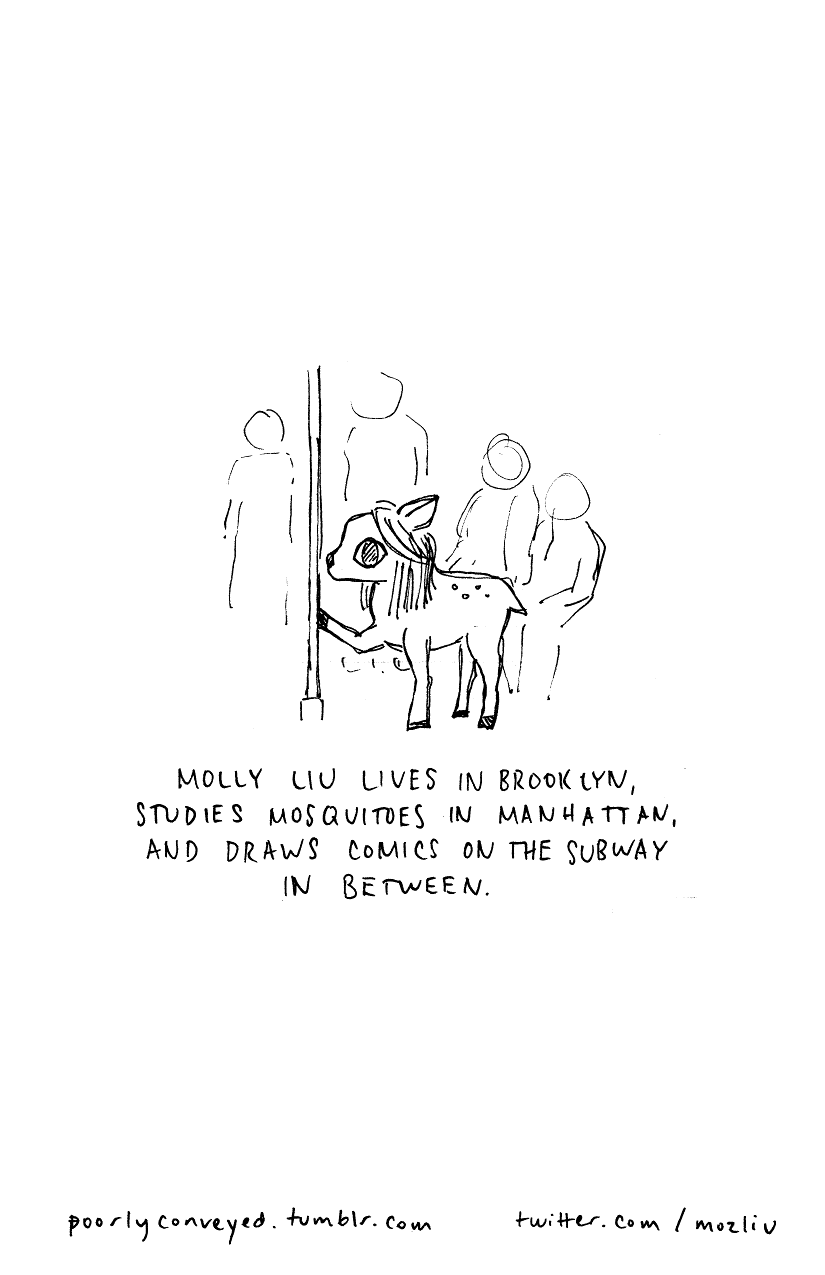 MOLLY LIU LIVES IN BROOKLYN,
STUDIES MOSQUITOES IN MANHATTAN,
AND DRAWS COMICS ON THE SUBWAY
IN BETWEEN.
poorlyconveyed.tumblr.com
twitter.com/mozliu